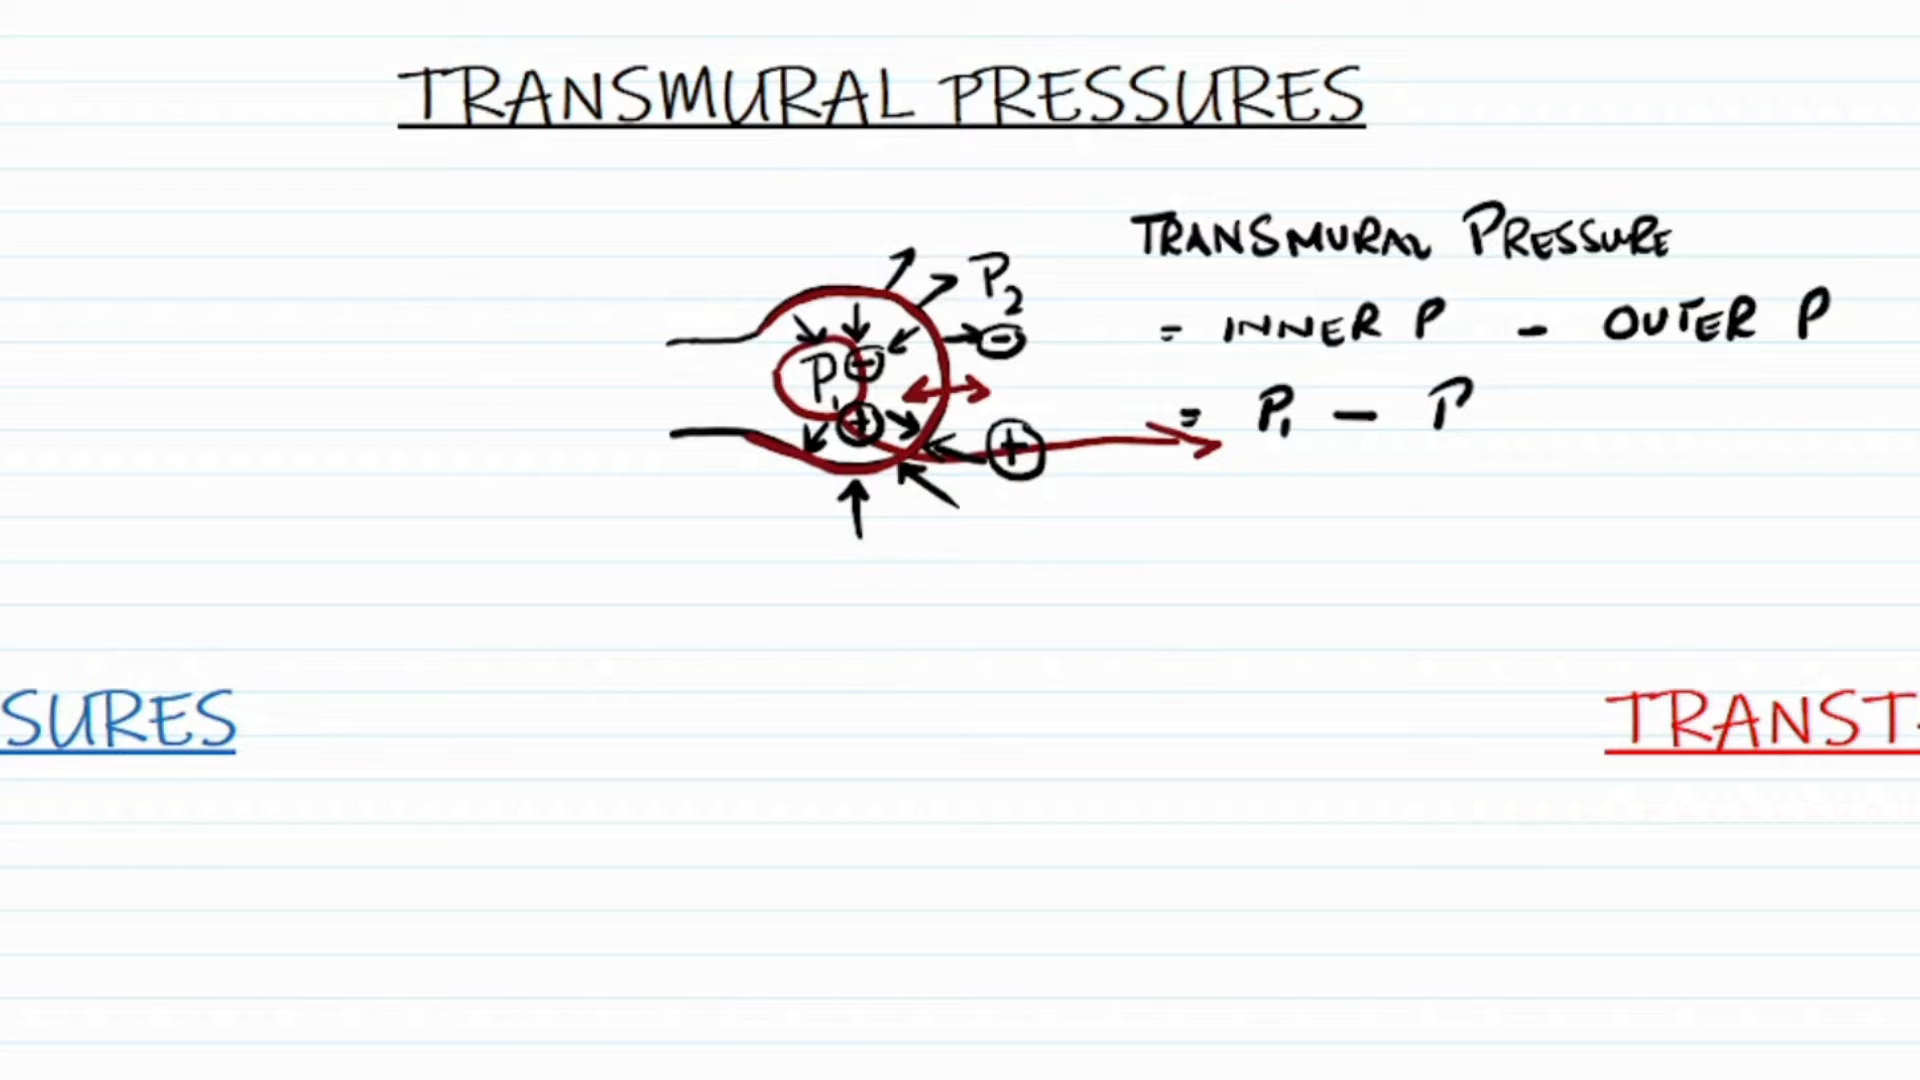 TRANSMURAL PRESSURES
TRANSMURAL PRESSURE
= INNER P - OUTER P
= P₁ - P
P₂
-
P₁ -
+
+
SURES
TRANST